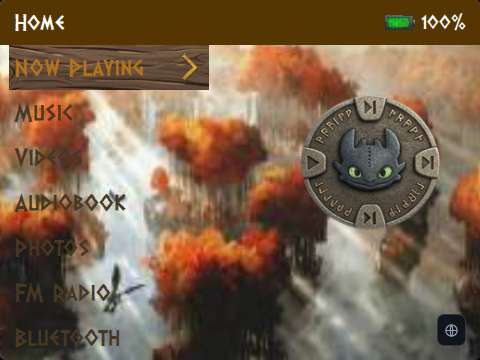 Home
100%
Now Playing
Music
Videos
Audiobook
Photos
FM Radio
Bluetooth